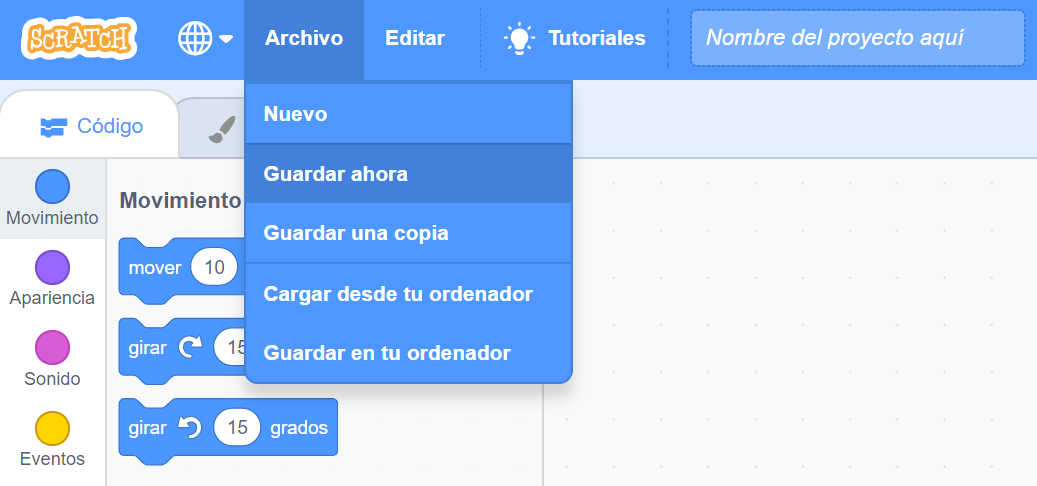 SCRATCH
Archivo
Editar
Tutoriales
Nombre del proyecto aquí
Nuevo
Guardar ahora
Guardar una copia
Cargar desde tu ordenador
Guardar en tu ordenador
Código
Movimiento
Apariencia
Sonido
Eventos
Movimiento
mover 10
girar 15
girar 15 grados